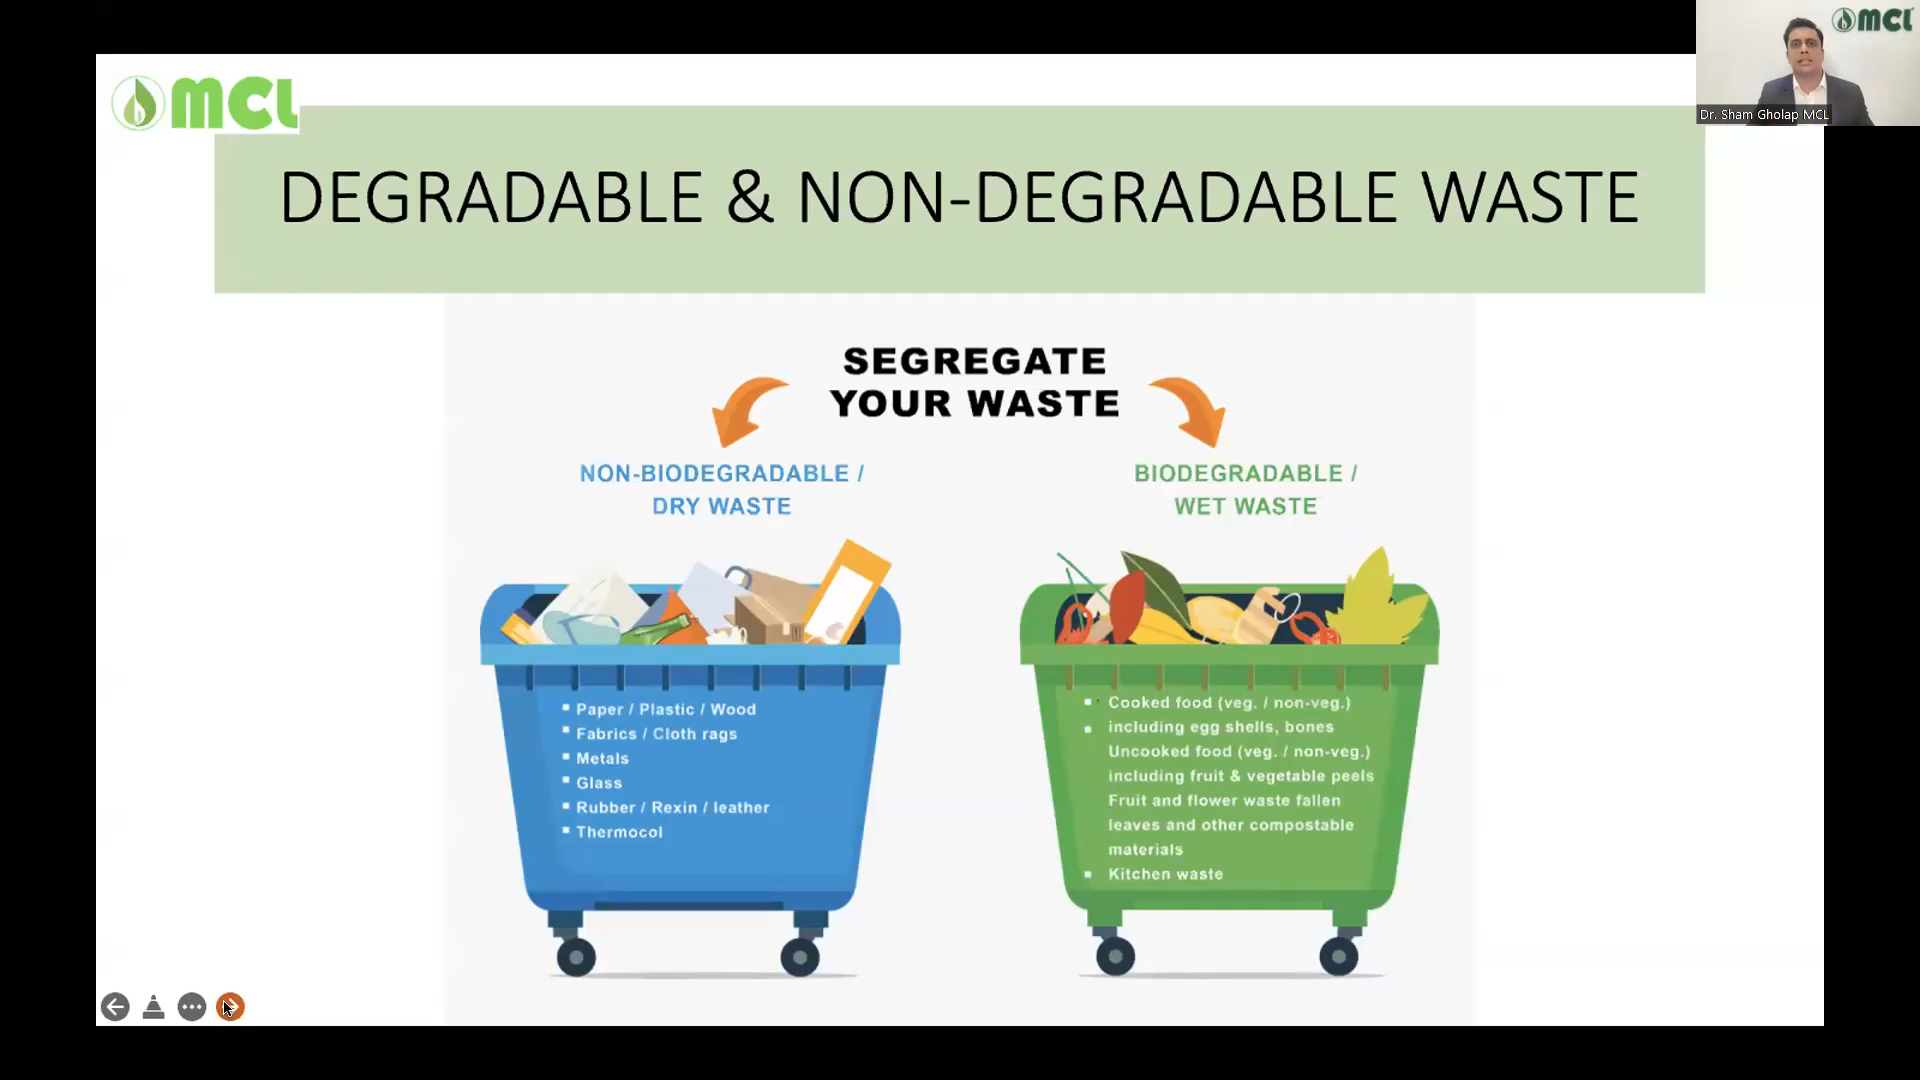 MCL
MCL
Dr. Sham Gholap MCL
DEGRADABLE & NON-DEGRADABLE WASTE
SEGREGATE
YOUR WASTE
NON-BIODEGRADABLE /
DRY WASTE
▪ Paper / Plastic / Wood
▪ Fabrics / Cloth rags
▪ Metals
▪ Glass
▪ Rubber / Rexin / leather
▪ Thermocol
BIODEGRADABLE /
WET WASTE
▪ Cooked food (veg. / non-veg.)
▪ including egg shells, bones
Uncooked food (veg. / non-veg.)
including fruit & vegetable peels
Fruit and flower waste fallen
leaves and other compostable
materials
▪ Kitchen waste